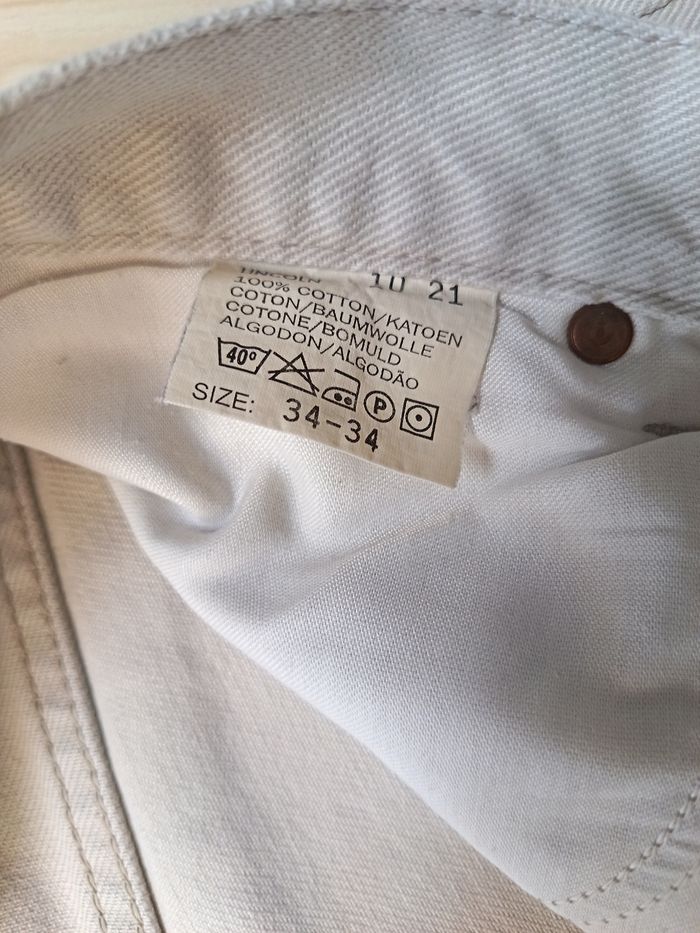 10 21
100% COTTON/KATOEN
COTON/BAUMWOLLE
COTONE/BOMULD
ALGODON/ALGODÃO
40° P
SIZE: 34-34